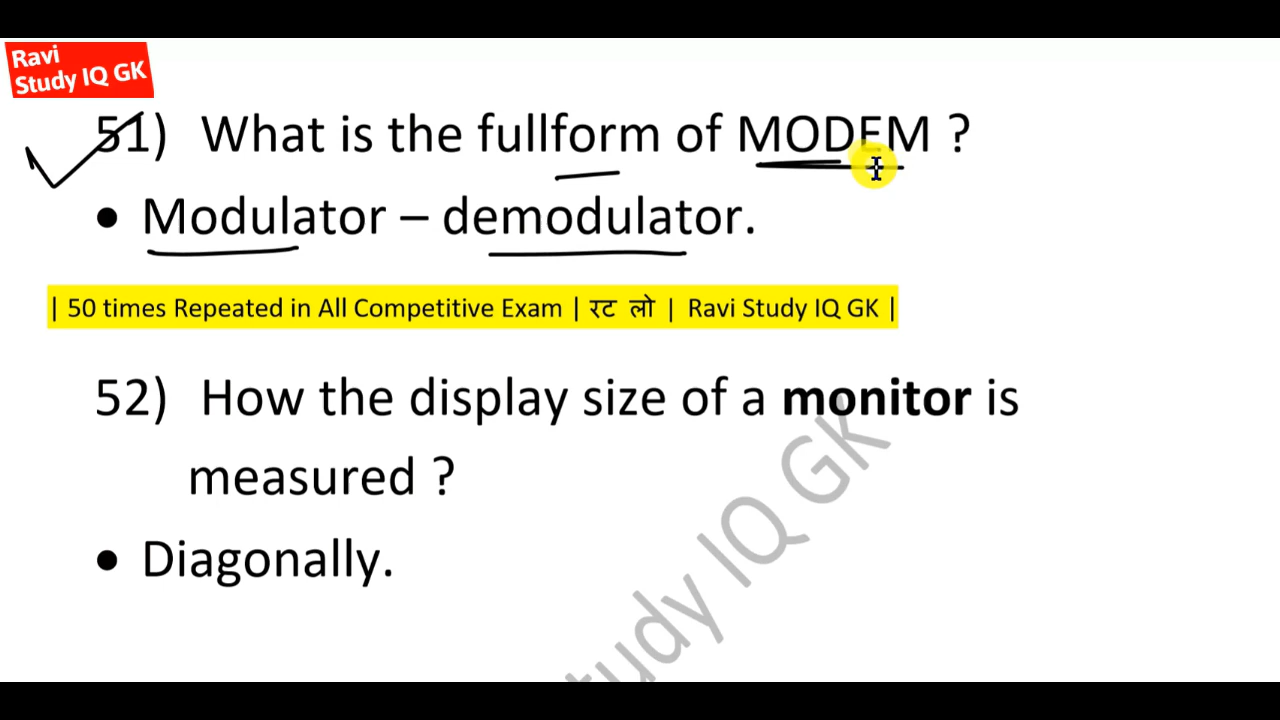 Ravi
Study IQ GK
51) What is the fullform of MODEM ?
• Modulator – demodulator.
| 50 times Repeated in All Competitive Exam | रट लो | Ravi Study IQ GK |
52) How the display size of a monitor is
measured ?
• Diagonally.
tudy IQ GK